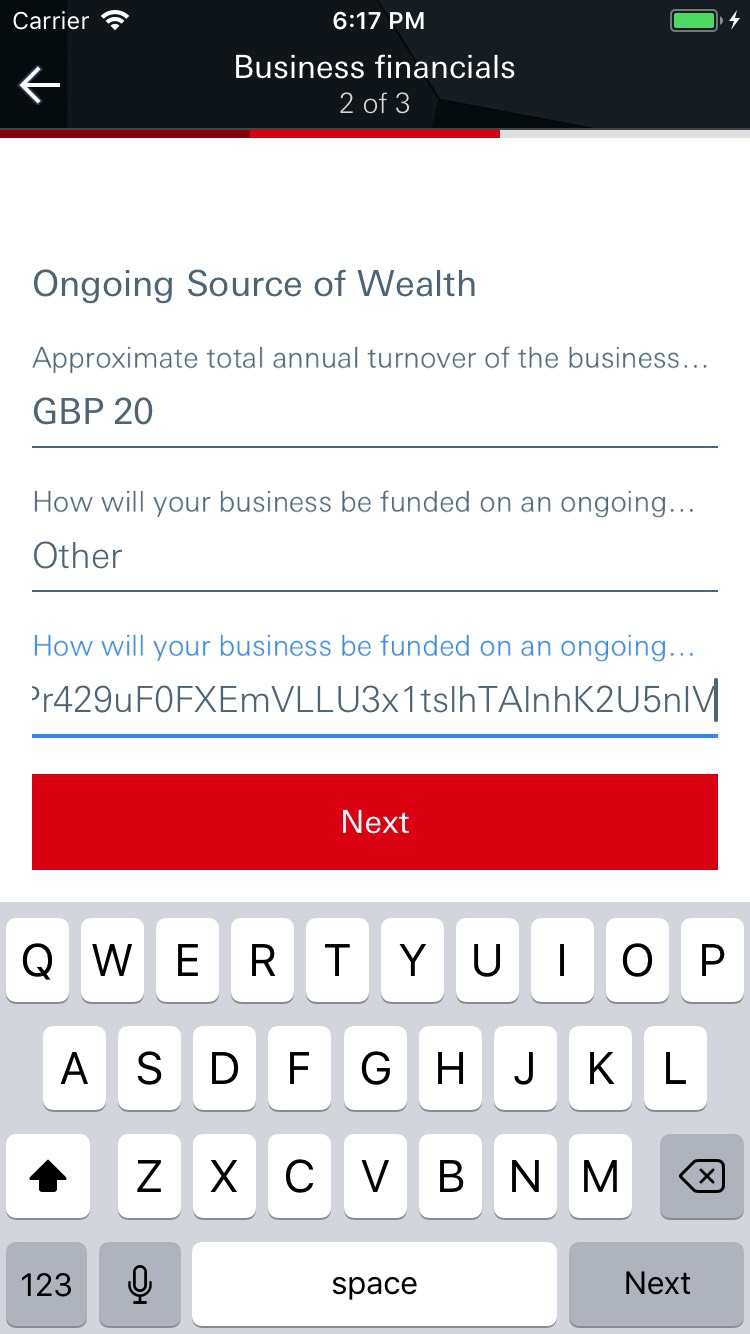 Carrier 6:17 PM
Business financials
2 of 3
Ongoing Source of Wealth
Approximate total annual turnover of the business...
GBP 20
How will your business be funded on an ongoing...
Other
How will your business be funded on an ongoing...
Next
Q W E R T Y U I O P
A S D F G H J K L
Z X C V B N M
123 space Next